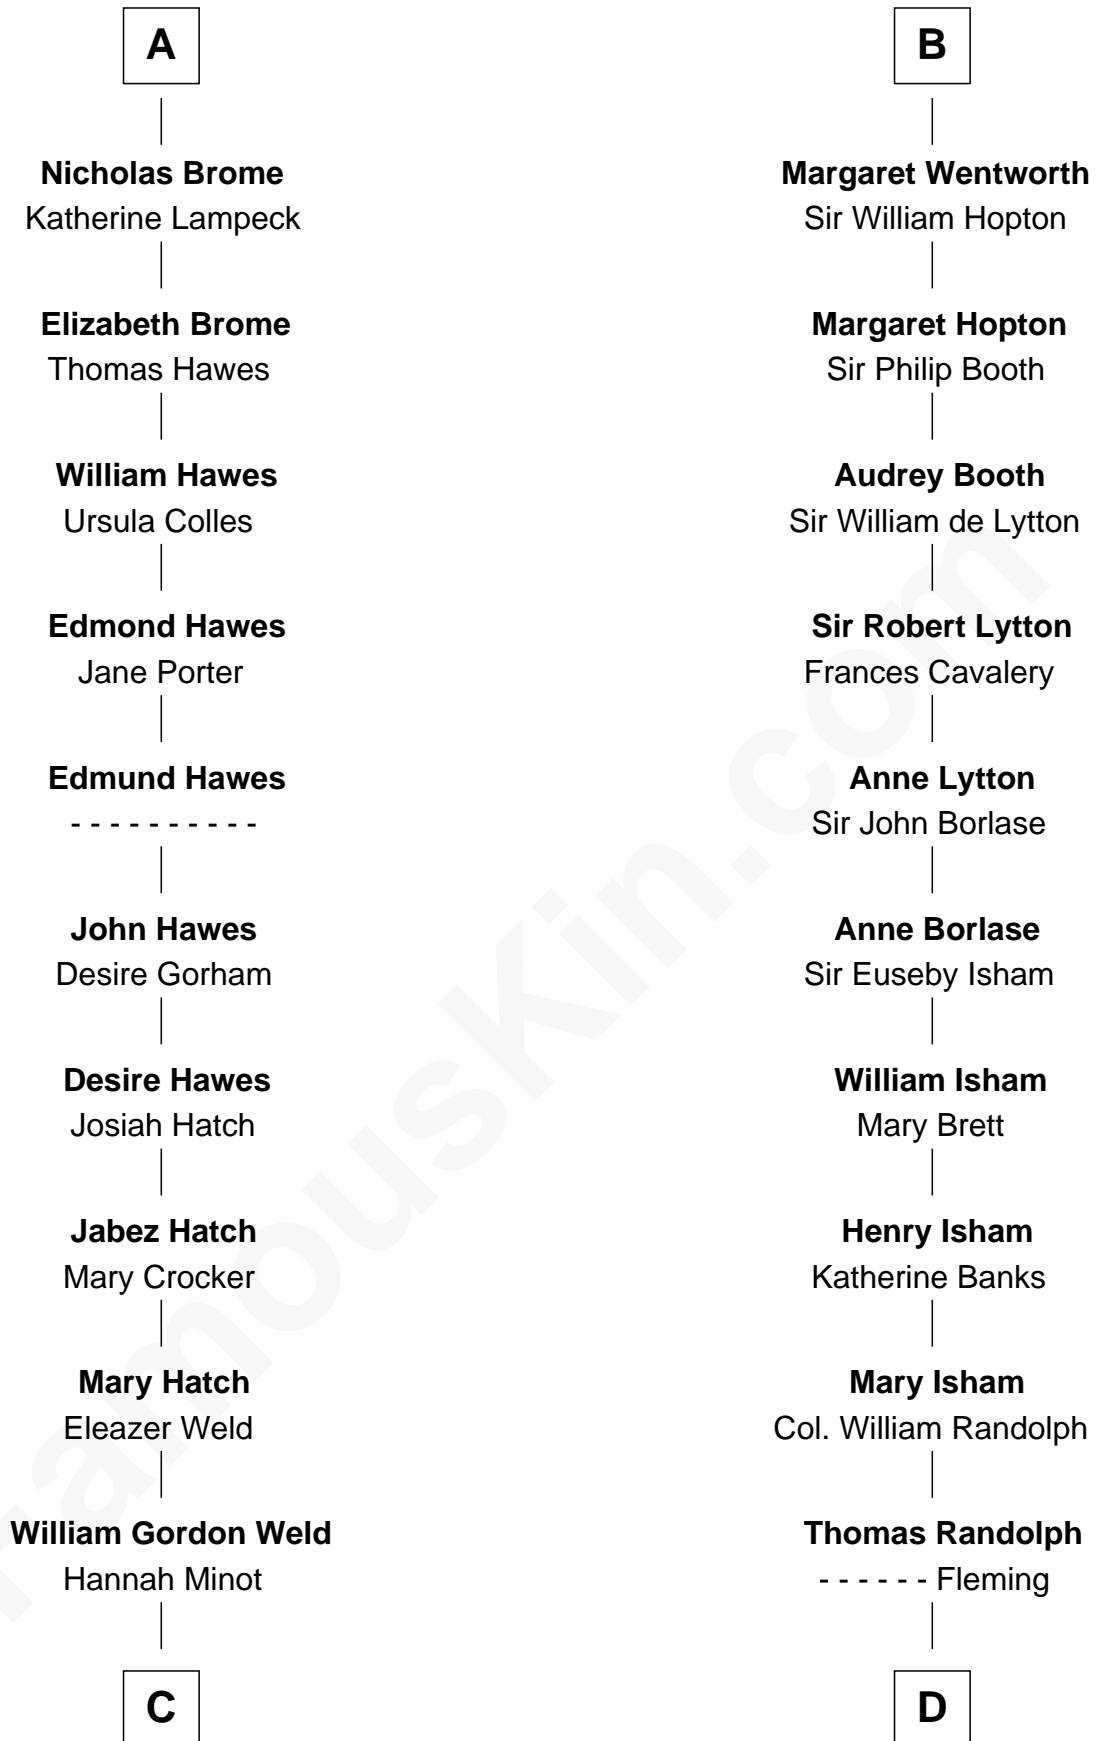 A
Nicholas Brome
Katherine Lampeck
Elizabeth Brome
Thomas Hawes
William Hawes
Ursula Colles
Edmond Hawes
Jane Porter
Edmund Hawes
- - - - - - - - - -
John Hawes
Desire Gorham
Desire Hawes
Josiah Hatch
Jabez Hatch
Mary Crocker
Mary Hatch
Eleazer Weld
William Gordon Weld
Hannah Minot
C
B
Margaret Wentworth
Sir William Hopton
Margaret Hopton
Sir Philip Booth
Audrey Booth
Sir William de Lytton
Sir Robert Lytton
Frances Cavalery
Anne Lytton
Sir John Borlase
Anne Borlase
Sir Euseby Isham
William Isham
Mary Brett
Henry Isham
Katherine Banks
Mary Isham
Col. William Randolph
Thomas Randolph
- - - - - - Fleming
D
famouskin.com